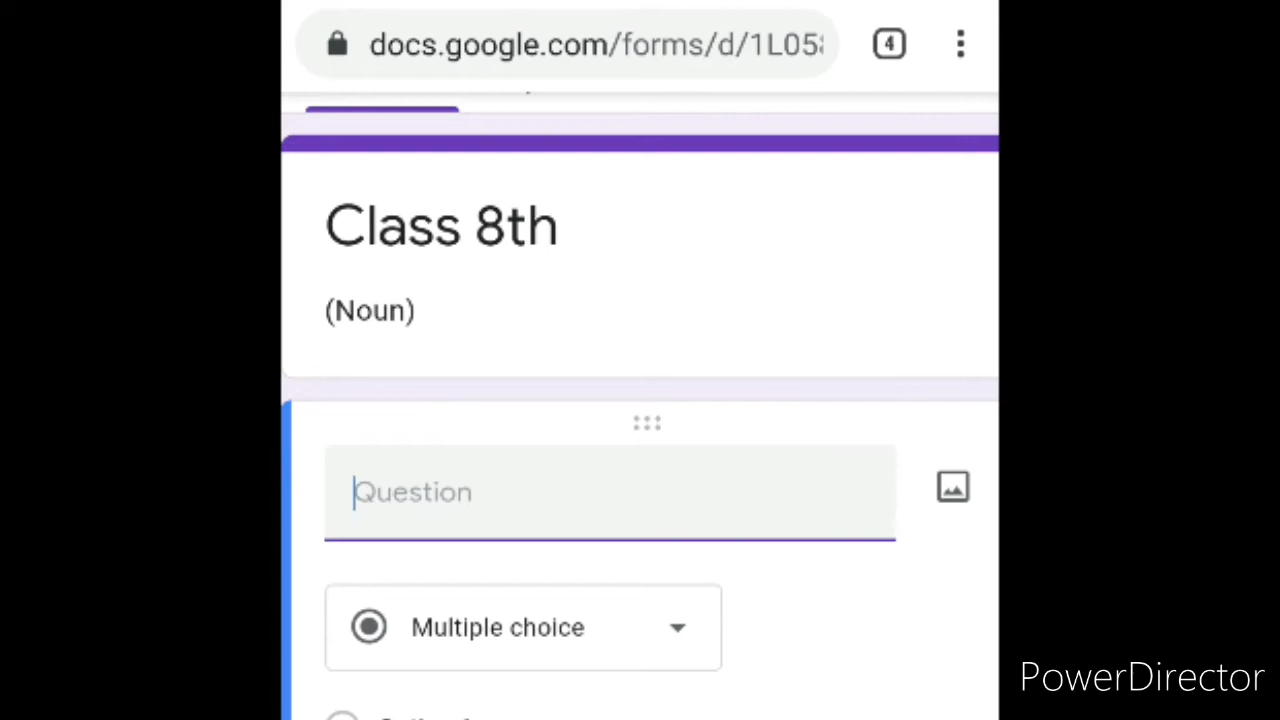 docs.google.com/forms/d/1L05
4
Class 8th
(Noun)
Question
Multiple choice
PowerDirector